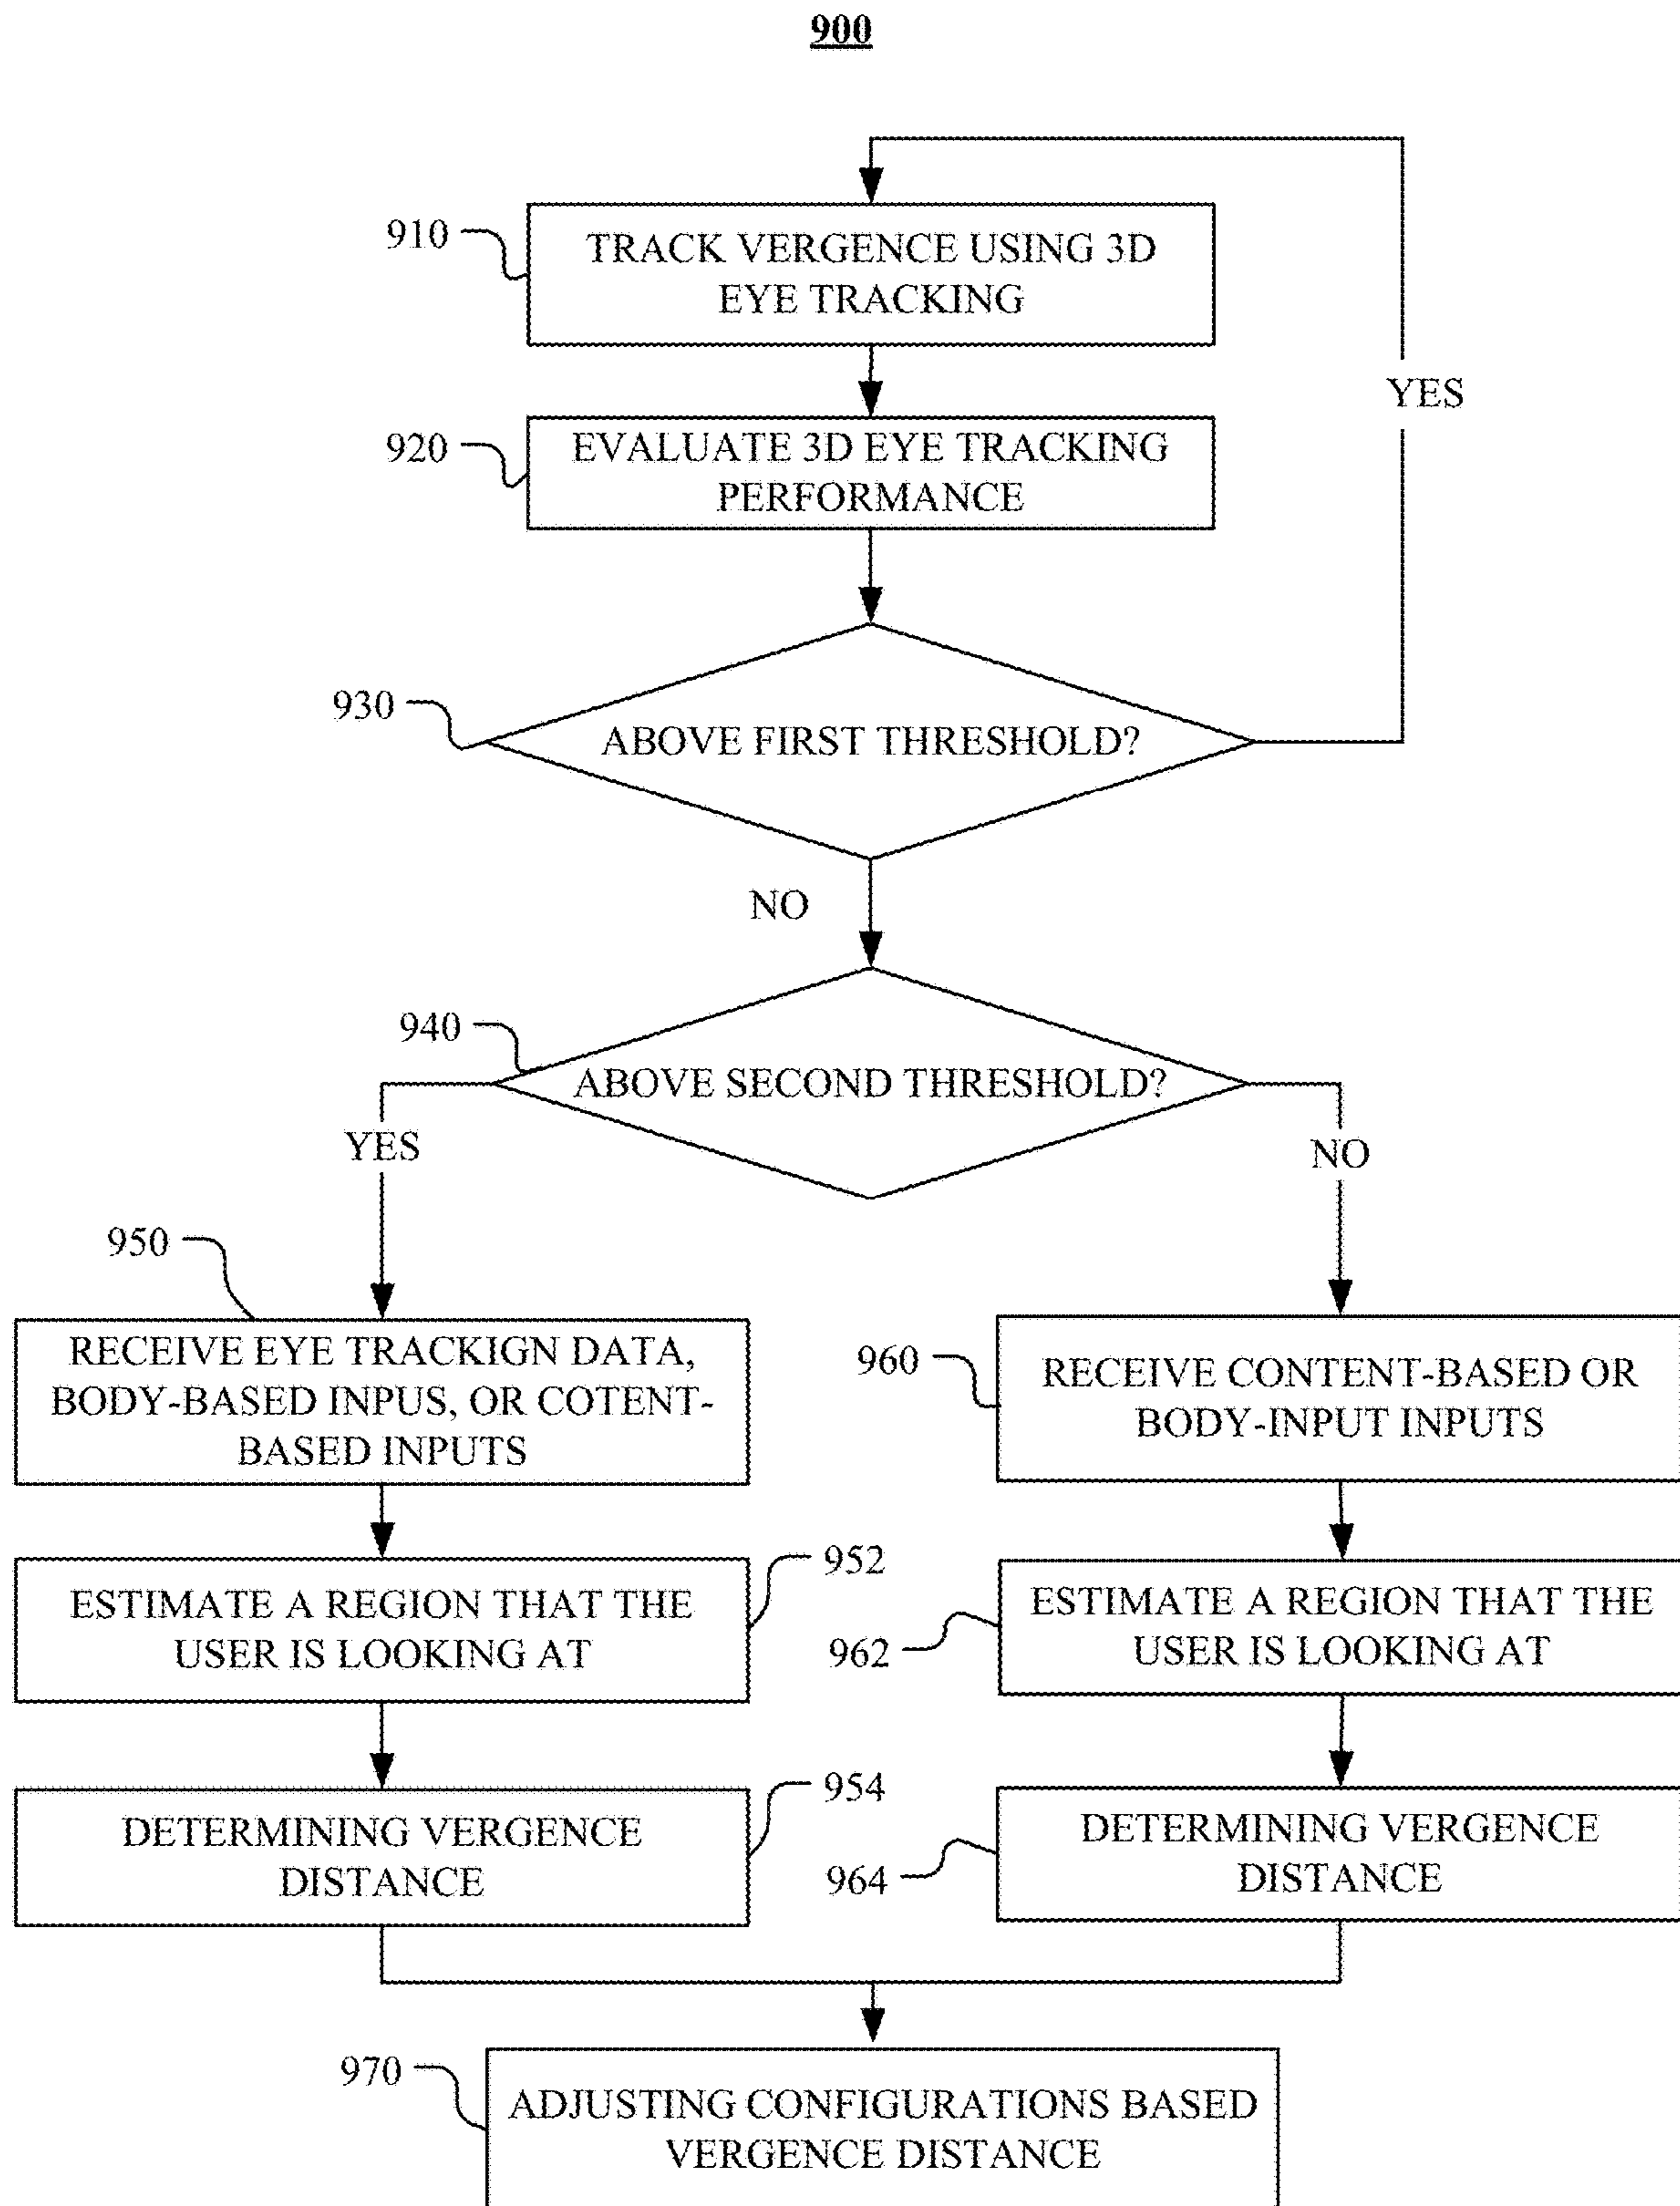 900
910
TRACK VERGENCE USING 3D
EYE TRACKING
YES
920
EVALUATE 3D EYE TRACKING
PERFORMANCE
930
ABOVE FIRST THRESHOLD?
NO
940
ABOVE SECOND THRESHOLD?
YES
NO
950
RECEIVE EYE TRACKIGN DATA,
BODY-BASED INPUS, OR COTENT-
BASED INPUTS
960
RECEIVE CONTENT-BASED OR
BODY-INPUT INPUTS
952
ESTIMATE A REGION THAT THE
USER IS LOOKING AT
962
ESTIMATE A REGION THAT THE
USER IS LOOKING AT
954
DETERMINING VERGENCE
DISTANCE
964
DETERMINING VERGENCE
DISTANCE
970
ADJUSTING CONFIGURATIONS BASED
VERGENCE DISTANCE